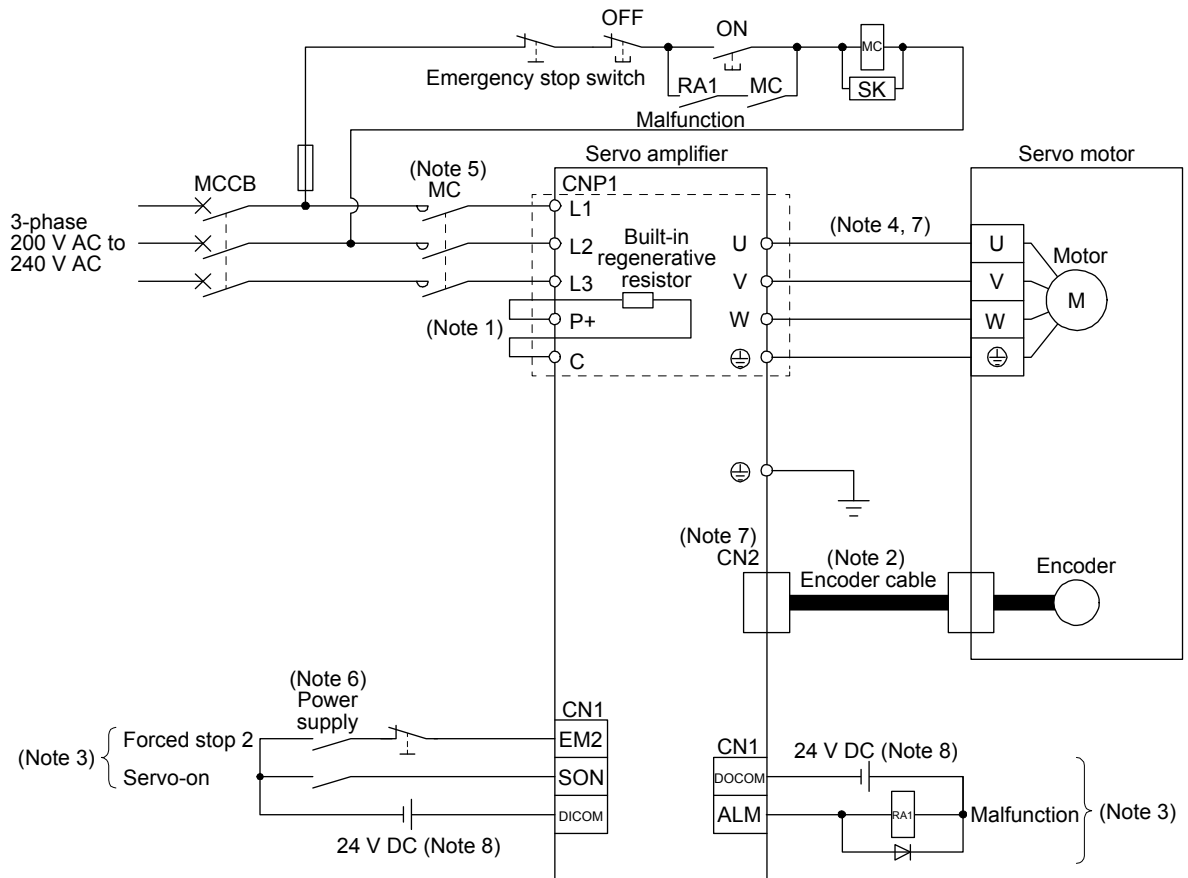 OFF
ON
MC
Emergency stop switch
RA1
MC
SK
Malfunction
Servo amplifier
Servo motor
MCCB
(Note 5)
MC
CNP1
3-phase
200 V AC to
240 V AC
L1
L2
L3
P+
C
Built-in
regenerative
resistor
(Note 1)
U
V
W
(Note 4, 7)
U
V
W
Motor
M
(Note 7)
CN2
(Note 2)
Encoder cable
Encoder
(Note 6)
Power
supply
(Note 3)
Forced stop 2
Servo-on
CN1
EM2
SON
DICOM
24 V DC (Note 8)
CN1
DOCOM
ALM
24 V DC (Note 8)
RA1
Malfunction
(Note 3)